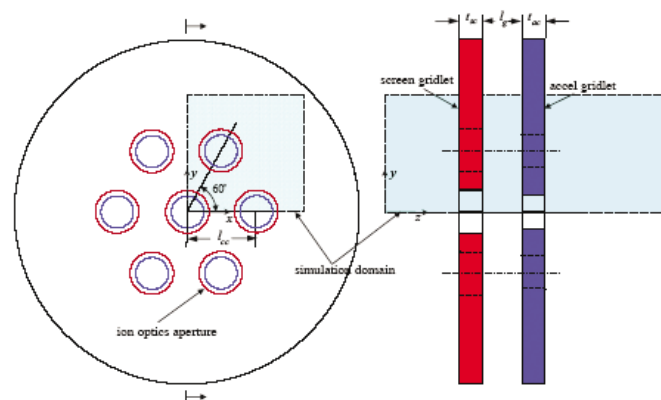 t_sc l_g t_ac
screen gridlet
accel gridlet
y
60°
x
l_cc
y
z
simulation domain
ion optics aperture